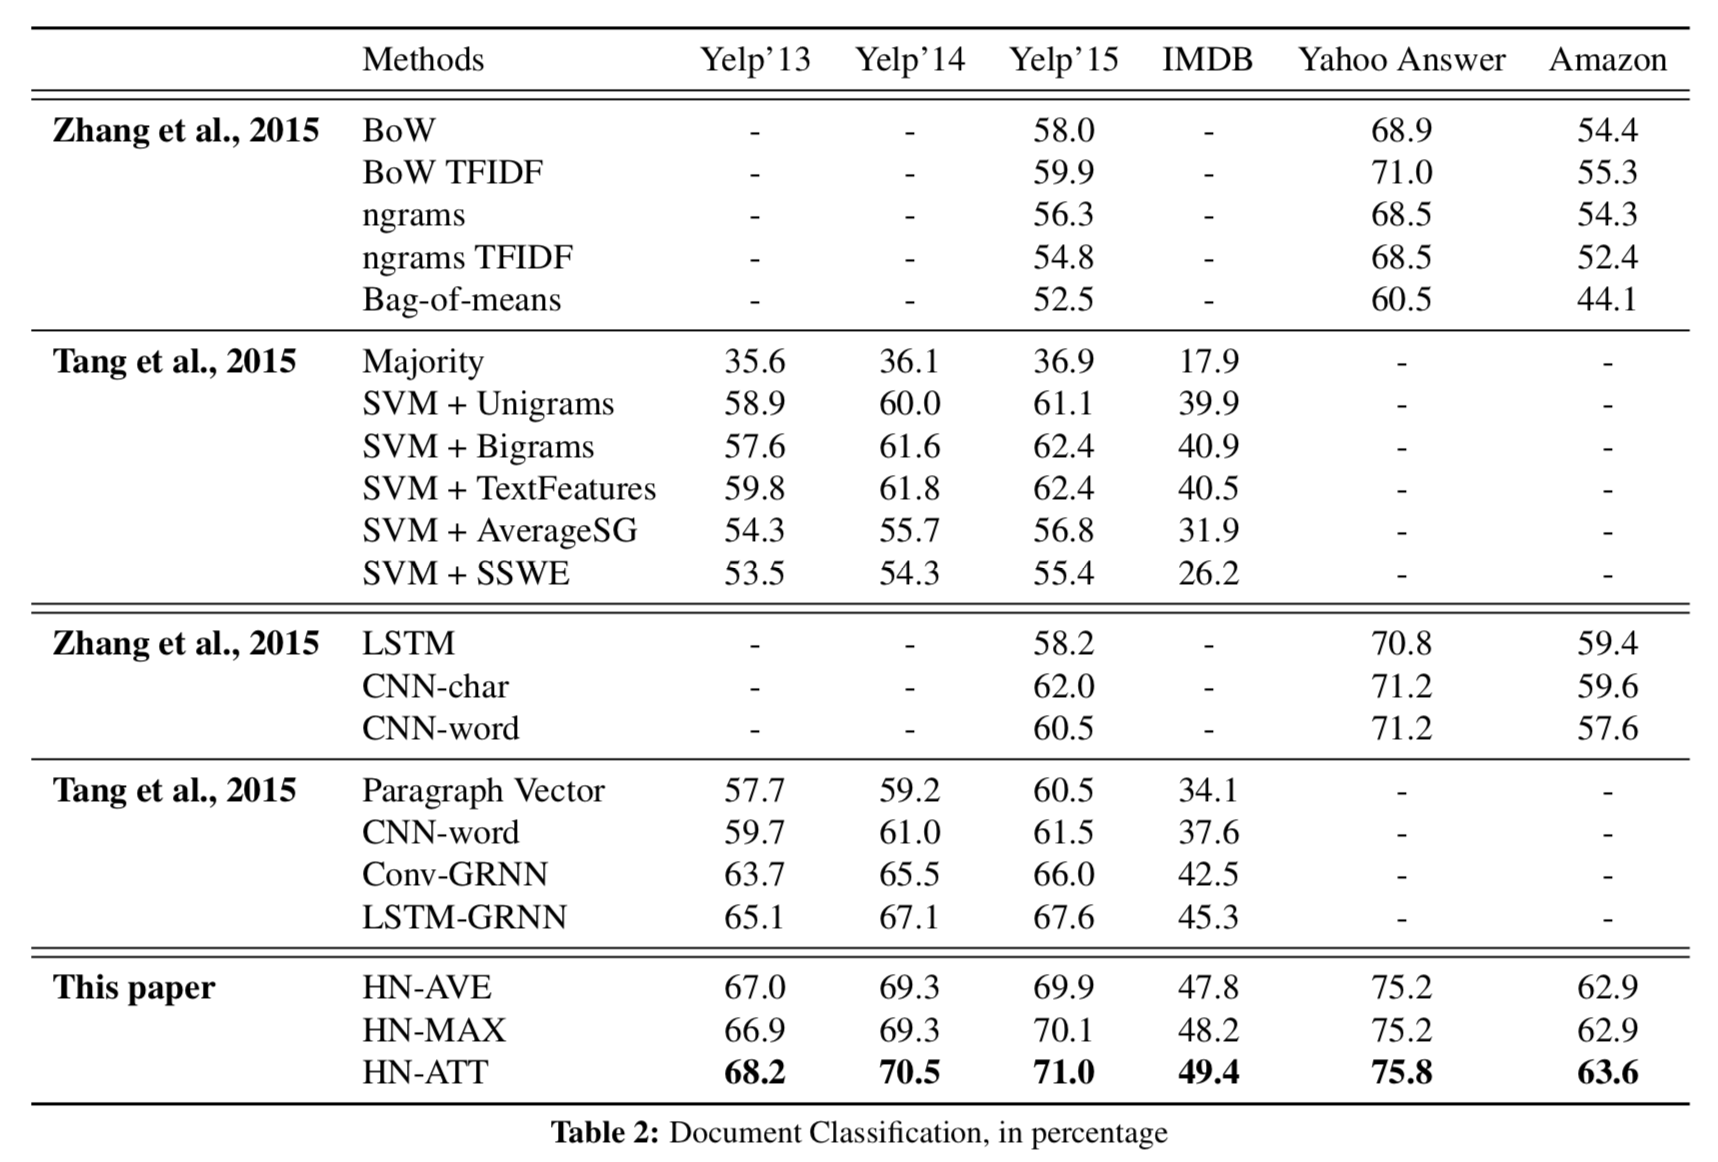 Methods Yelp'13 Yelp'14 Yelp'15 IMDB Yahoo Answer Amazon
Zhang et al., 2015 BoW - - 58.0 - 68.9 54.4
BoW TFIDF - - 59.9 - 71.0 55.3
ngrams - - 56.3 - 68.5 54.3
ngrams TFIDF - - 54.8 - 68.5 52.4
Bag-of-means - - 52.5 - 60.5 44.1
Tang et al., 2015 Majority 35.6 36.1 36.9 17.9 - -
SVM + Unigrams 58.9 60.0 61.1 39.9 - -
SVM + Bigrams 57.6 61.6 62.4 40.9 - -
SVM + TextFeatures 59.8 61.8 62.4 40.5 - -
SVM + AverageSG 54.3 55.7 56.8 31.9 - -
SVM + SSWE 53.5 54.3 55.4 26.2 - -
Zhang et al., 2015 LSTM - - 58.2 - 70.8 59.4
CNN-char - - 62.0 - 71.2 59.6
CNN-word - - 60.5 - 71.2 57.6
Tang et al., 2015 Paragraph Vector 57.7 59.2 60.5 34.1 - -
CNN-word 59.7 61.0 61.5 37.6 - -
Conv-GRNN 63.7 65.5 66.0 42.5 - -
LSTM-GRNN 65.1 67.1 67.6 45.3 - -
This paper HN-AVE 67.0 69.3 69.9 47.8 75.2 62.9
HN-MAX 66.9 69.3 70.1 48.2 75.2 62.9
HN-ATT 68.2 70.5 71.0 49.4 75.8 63.6
Table 2: Document Classification, in percentage